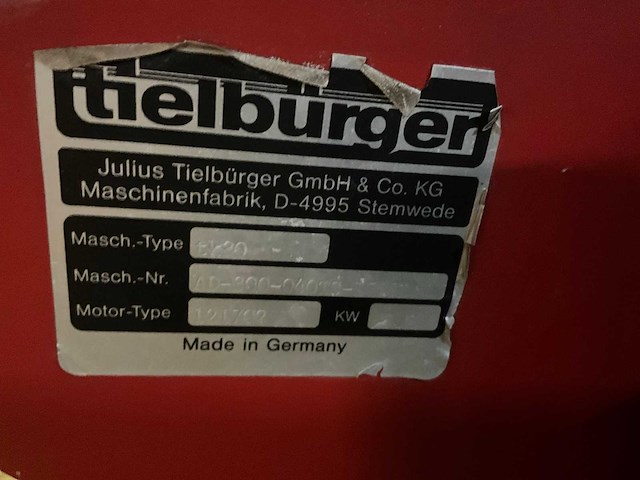 tielbürger
Julius Tielbürger GmbH & Co. KG
Maschinenfabrik, D-4995 Stemwede
Masch.-Type
Masch.-Nr.
Motor-Type KW
Made in Germany